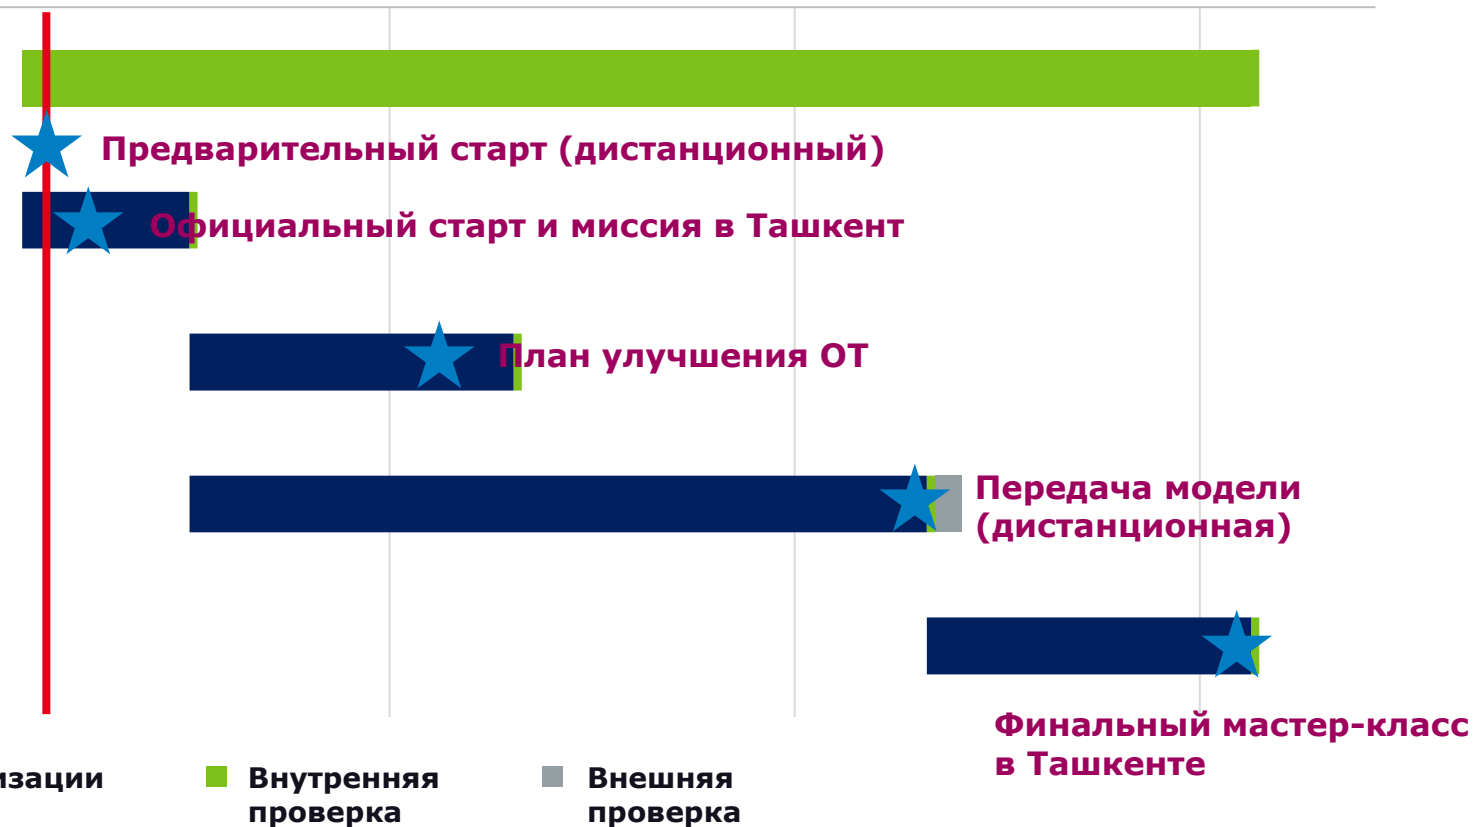 Предварительный старт (дистанционный)
Официальный старт и миссия в Ташкент
План улучшения ОТ
Передача модели
(дистанционная)
Финальный мастер-класс
в Ташкенте
Внутренняя
проверка
Внешняя
проверка